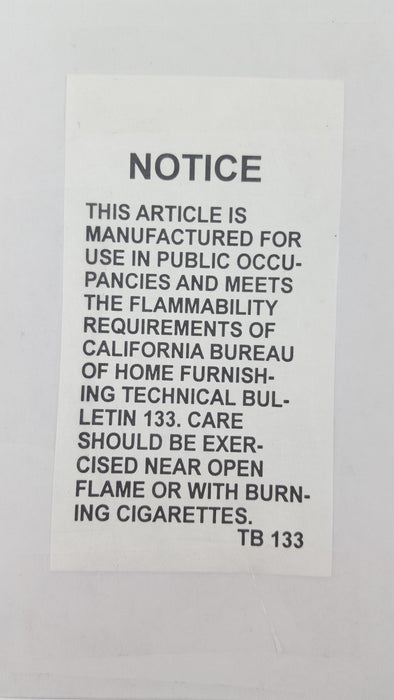 NOTICE
THIS ARTICLE IS
MANUFACTURED FOR
USE IN PUBLIC OCCU-
PANCIES AND MEETS
THE FLAMMABILITY
REQUIREMENTS OF
CALIFORNIA BUREAU
OF HOME FURNISH-
ING TECHNICAL BUL-
LETIN 133. CARE
SHOULD BE EXER-
CISED NEAR OPEN
FLAME OR WITH BURN-
ING CIGARETTES.
TB 133